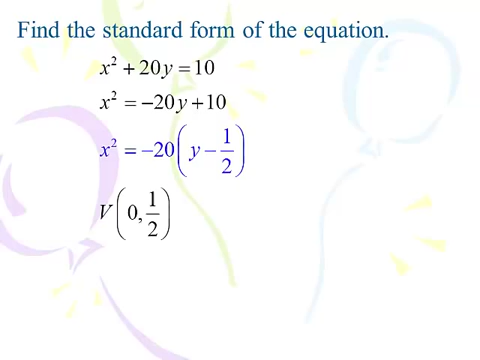 Find the standard form of the equation.
x² + 20y = 10
x² = −20y + 10
x² = −20(y − 1/2)
V(0, 1/2)